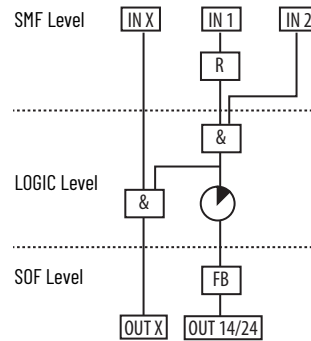 SMF Level
IN X
IN 1
IN 2
R
&
LOGIC Level
&
SOF Level
FB
OUT X
OUT 14/24